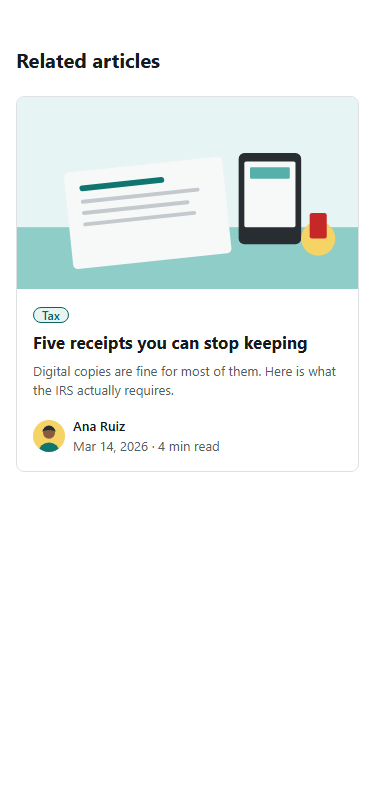 Related articles
Tax
Five receipts you can stop keeping
Digital copies are fine for most of them. Here is what
the IRS actually requires.
Ana Ruiz
Mar 14, 2026 · 4 min read